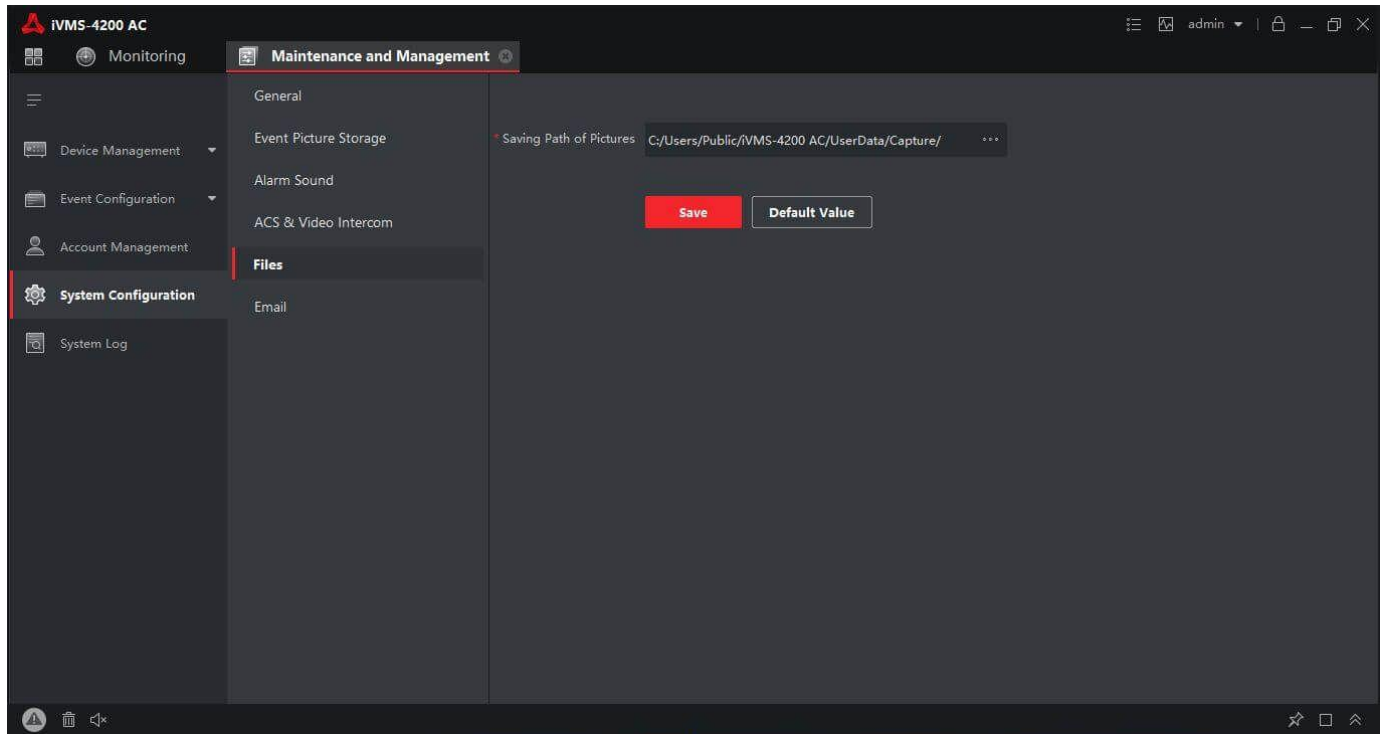 iVMS-4200 AC
admin
Monitoring
Maintenance and Management
Device Management
Event Configuration
Account Management
System Configuration
System Log
General
Event Picture Storage
Alarm Sound
ACS & Video Intercom
Files
Email
* Saving Path of Pictures
C:/Users/Public/iVMS-4200 AC/UserData/Capture/
Save
Default Value